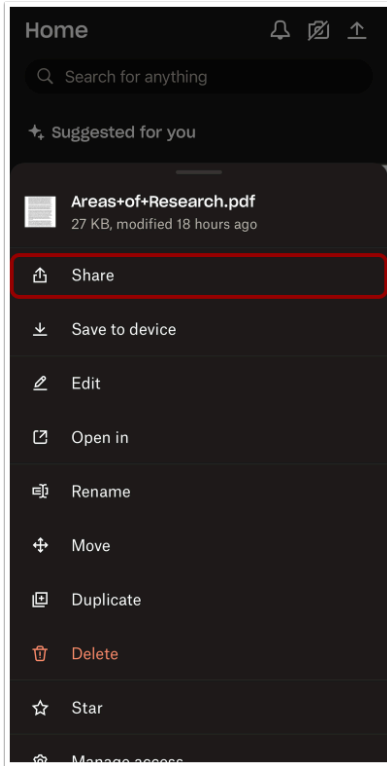 Home
Search for anything
Suggested for you
Areas+of+Research.pdf
27 KB, modified 18 hours ago
Share
Save to device
Edit
Open in
Rename
Move
Duplicate
Delete
Star
Manage access